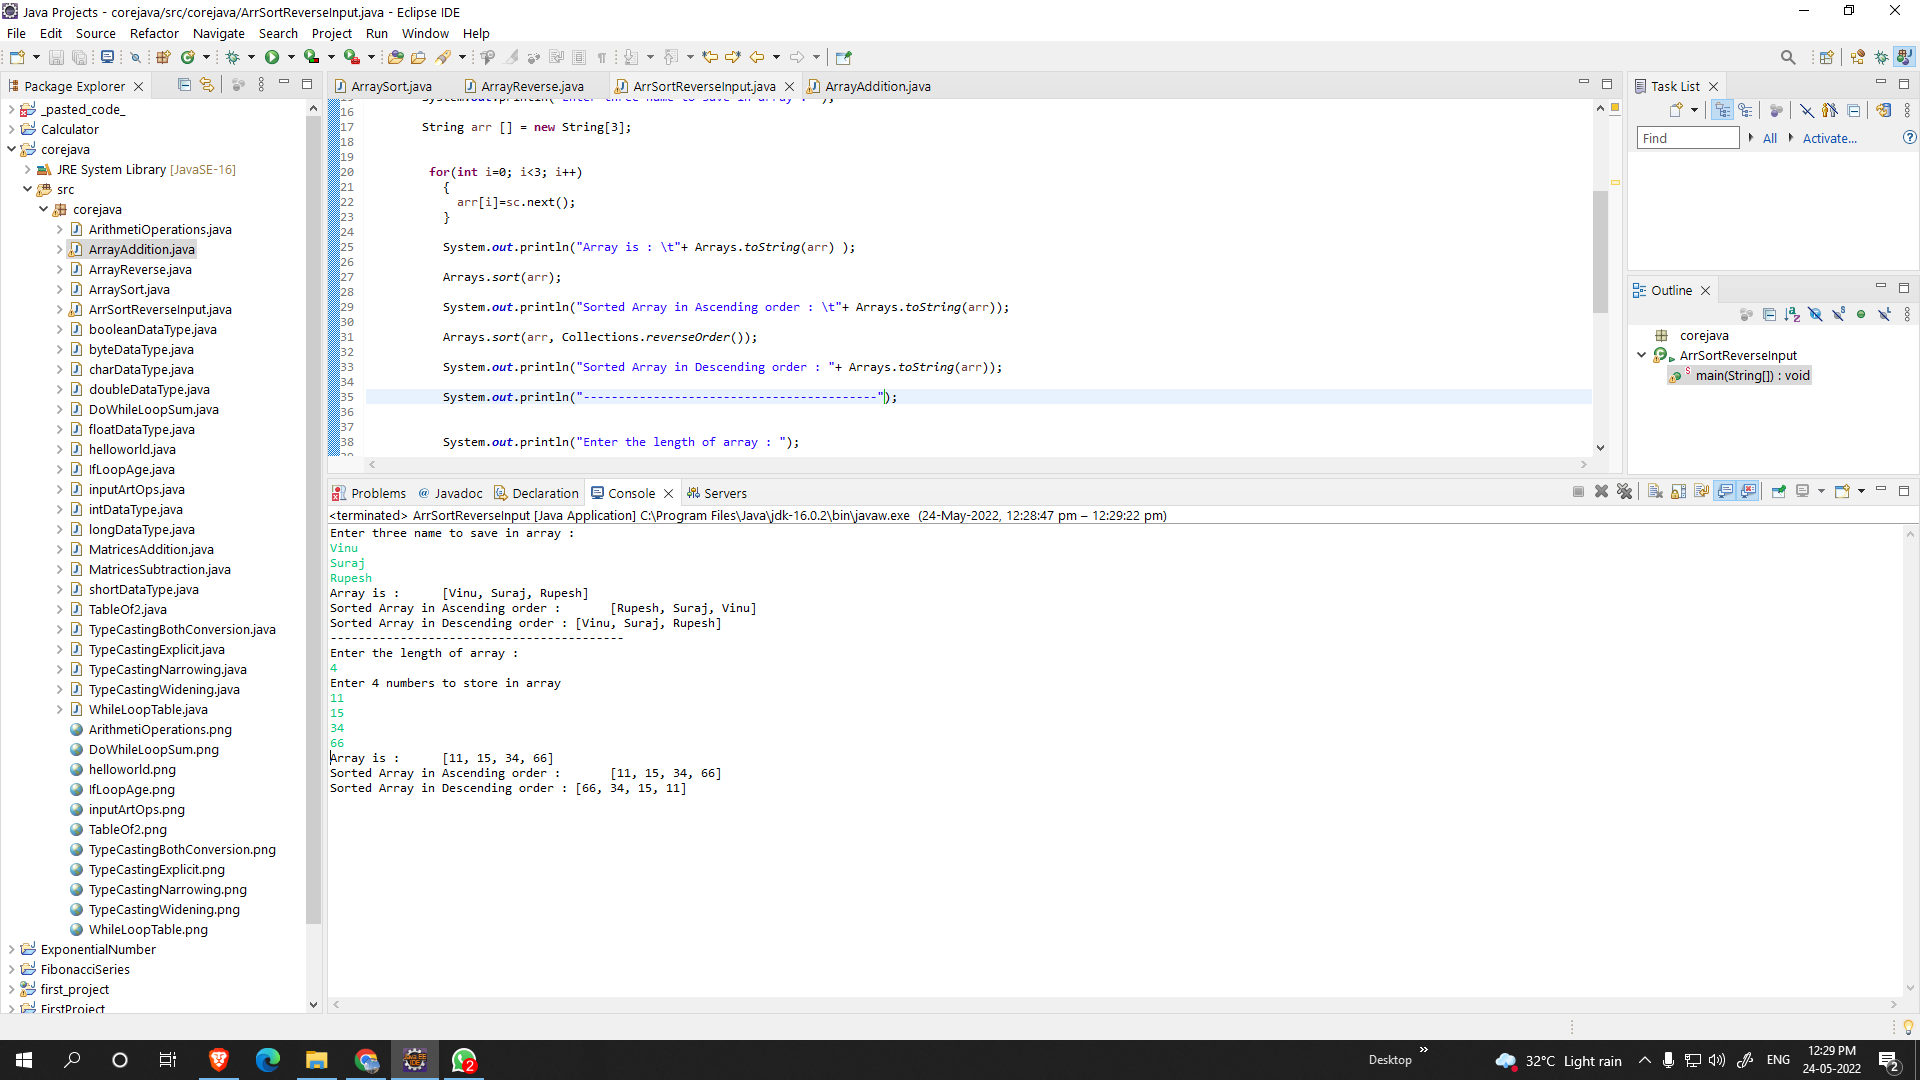 Java Projects - corejava/src/corejava/ArrSortReverseInput.java - Eclipse IDE
File Edit Source Refactor Navigate Search Project Run Window Help
Package Explorer
_pasted_code_
Calculator
corejava
JRE System Library [JavaSE-16]
src
corejava
ArithmetiOperations.java
ArrayAddition.java
ArrayReverse.java
ArraySort.java
ArrSortReverseInput.java
booleanDataType.java
byteDataType.java
charDataType.java
doubleDataType.java
DoWhileLoopSum.java
floatDataType.java
helloworld.java
IfLoopAge.java
inputArtOps.java
intDataType.java
longDataType.java
MatricesAddition.java
MatricesSubtraction.java
shortDataType.java
TableOf2.java
TypeCastingBothConversion.java
TypeCastingExplicit.java
TypeCastingNarrowing.java
TypeCastingWidening.java
WhileLoopTable.java
ArithmetiOperations.png
DoWhileLoopSum.png
helloworld.png
IfLoopAge.png
inputArtOps.png
TableOf2.png
TypeCastingBothConversion.png
TypeCastingExplicit.png
TypeCastingNarrowing.png
TypeCastingWidening.png
WhileLoopTable.png
ExponentialNumber
FibonacciSeries
first_project
FirstProject
ArraySort.java ArrayReverse.java ArrSortReverseInput.java ArrayAddition.java
15 System.out.println("Enter three name to save in array : ");
16
17 String arr [] = new String[3];
18
19
20 for(int i=0; i<3; i++)
21 {
22 arr[i]=sc.next();
23 }
24
25 System.out.println("Array is : \t"+ Arrays.toString(arr) );
26
27 Arrays.sort(arr);
28
29 System.out.println("Sorted Array in Ascending order : \t"+ Arrays.toString(arr));
30
31 Arrays.sort(arr, Collections.reverseOrder());
32
33 System.out.println("Sorted Array in Descending order : "+ Arrays.toString(arr));
34
35 System.out.println("------------------------------------------");
36
37
38 System.out.println("Enter the length of array : ");
Problems Javadoc Declaration Console Servers
<terminated> ArrSortReverseInput [Java Application] C:\Program Files\Java\jdk-16.0.2\bin\javaw.exe (24-May-2022, 12:28:47 pm – 12:29:22 pm)
Enter three name to save in array :
Vinu
Suraj
Rupesh
Array is : [Vinu, Suraj, Rupesh]
Sorted Array in Ascending order : [Rupesh, Suraj, Vinu]
Sorted Array in Descending order : [Vinu, Suraj, Rupesh]
------------------------------------------
Enter the length of array :
4
Enter 4 numbers to store in array
11
15
34
66
Array is : [11, 15, 34, 66]
Sorted Array in Ascending order : [11, 15, 34, 66]
Sorted Array in Descending order : [66, 34, 15, 11]
Task List
Find All Activate...
Outline
corejava
ArrSortReverseInput
main(String[]) : void
Desktop
32°C Light rain
ENG
12:29 PM
24-05-2022
2
2